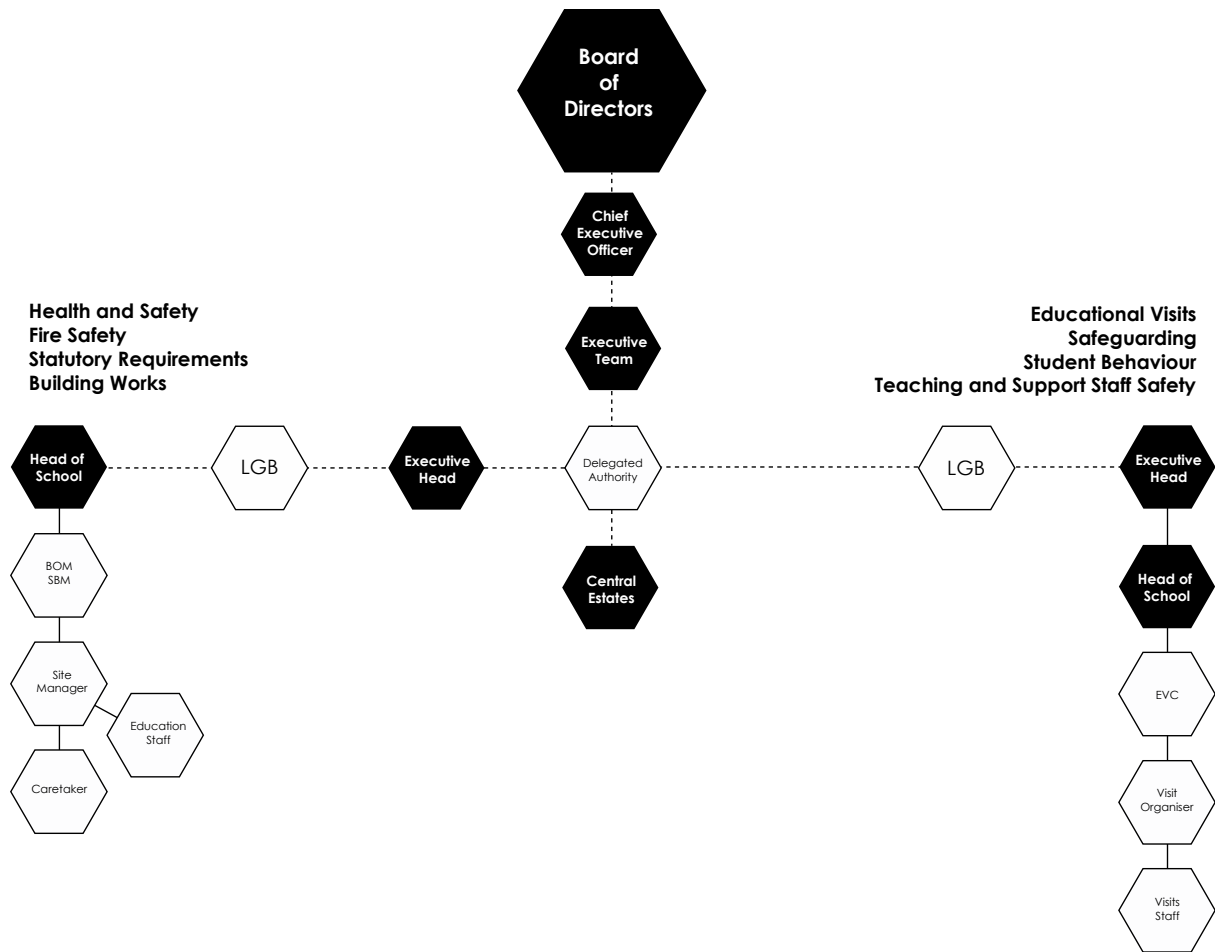 Board
of
Directors
Chief
Executive
Officer
Health and Safety
Fire Safety
Statutory Requirements
Building Works
Executive
Team
Educational Visits
Safeguarding
Student Behaviour
Teaching and Support Staff Safety
Head of
School
LGB
Executive
Head
Delegated
Authority
LGB
Executive
Head
BOM
SBM
Central
Estates
Head of
School
Site
Manager
Education
Staff
EVC
Caretaker
Visit
Organiser
Visits
Staff